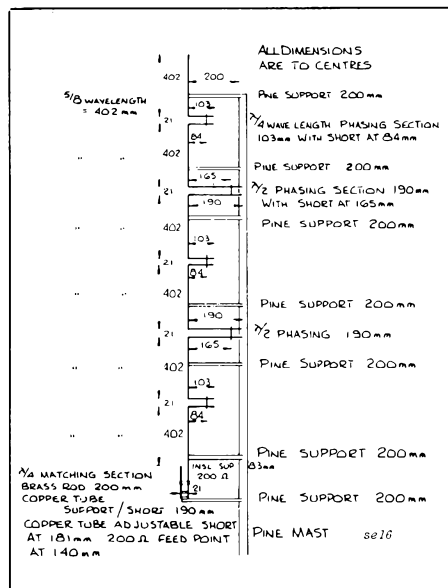 ALL DIMENSIONS
ARE TO CENTRES
402
200
5/8 WAVELENGTH
= 402 mm
PINE SUPPORT 200mm
103
21
λ/4 WAVE LENGTH PHASING SECTION
103mm WITH SHORT AT 84mm
84
" " 402
PINE SUPPORT 200mm
165
21
λ/2 PHASING SECTION 190mm
WITH SHORT AT 165mm
190
PINE SUPPORT 200mm
" " 402
103
21
84
" " 402
PINE SUPPORT 200mm
190
21
λ/2 PHASING 190mm
165
PINE SUPPORT 200mm
" " 402
103
21
84
" " 402
PINE SUPPORT 200mm
83mm
INSL SUP
200 Ω
λ/4 MATCHING SECTION
BRASS ROD 200mm
21
COPPER TUBE
SUPPORT/SHORT 190mm
PINE SUPPORT 200mm
COPPER TUBE ADJUSTABLE SHORT
AT 181mm 200Ω FEED POINT
AT 140mm
PINE MAST
se16